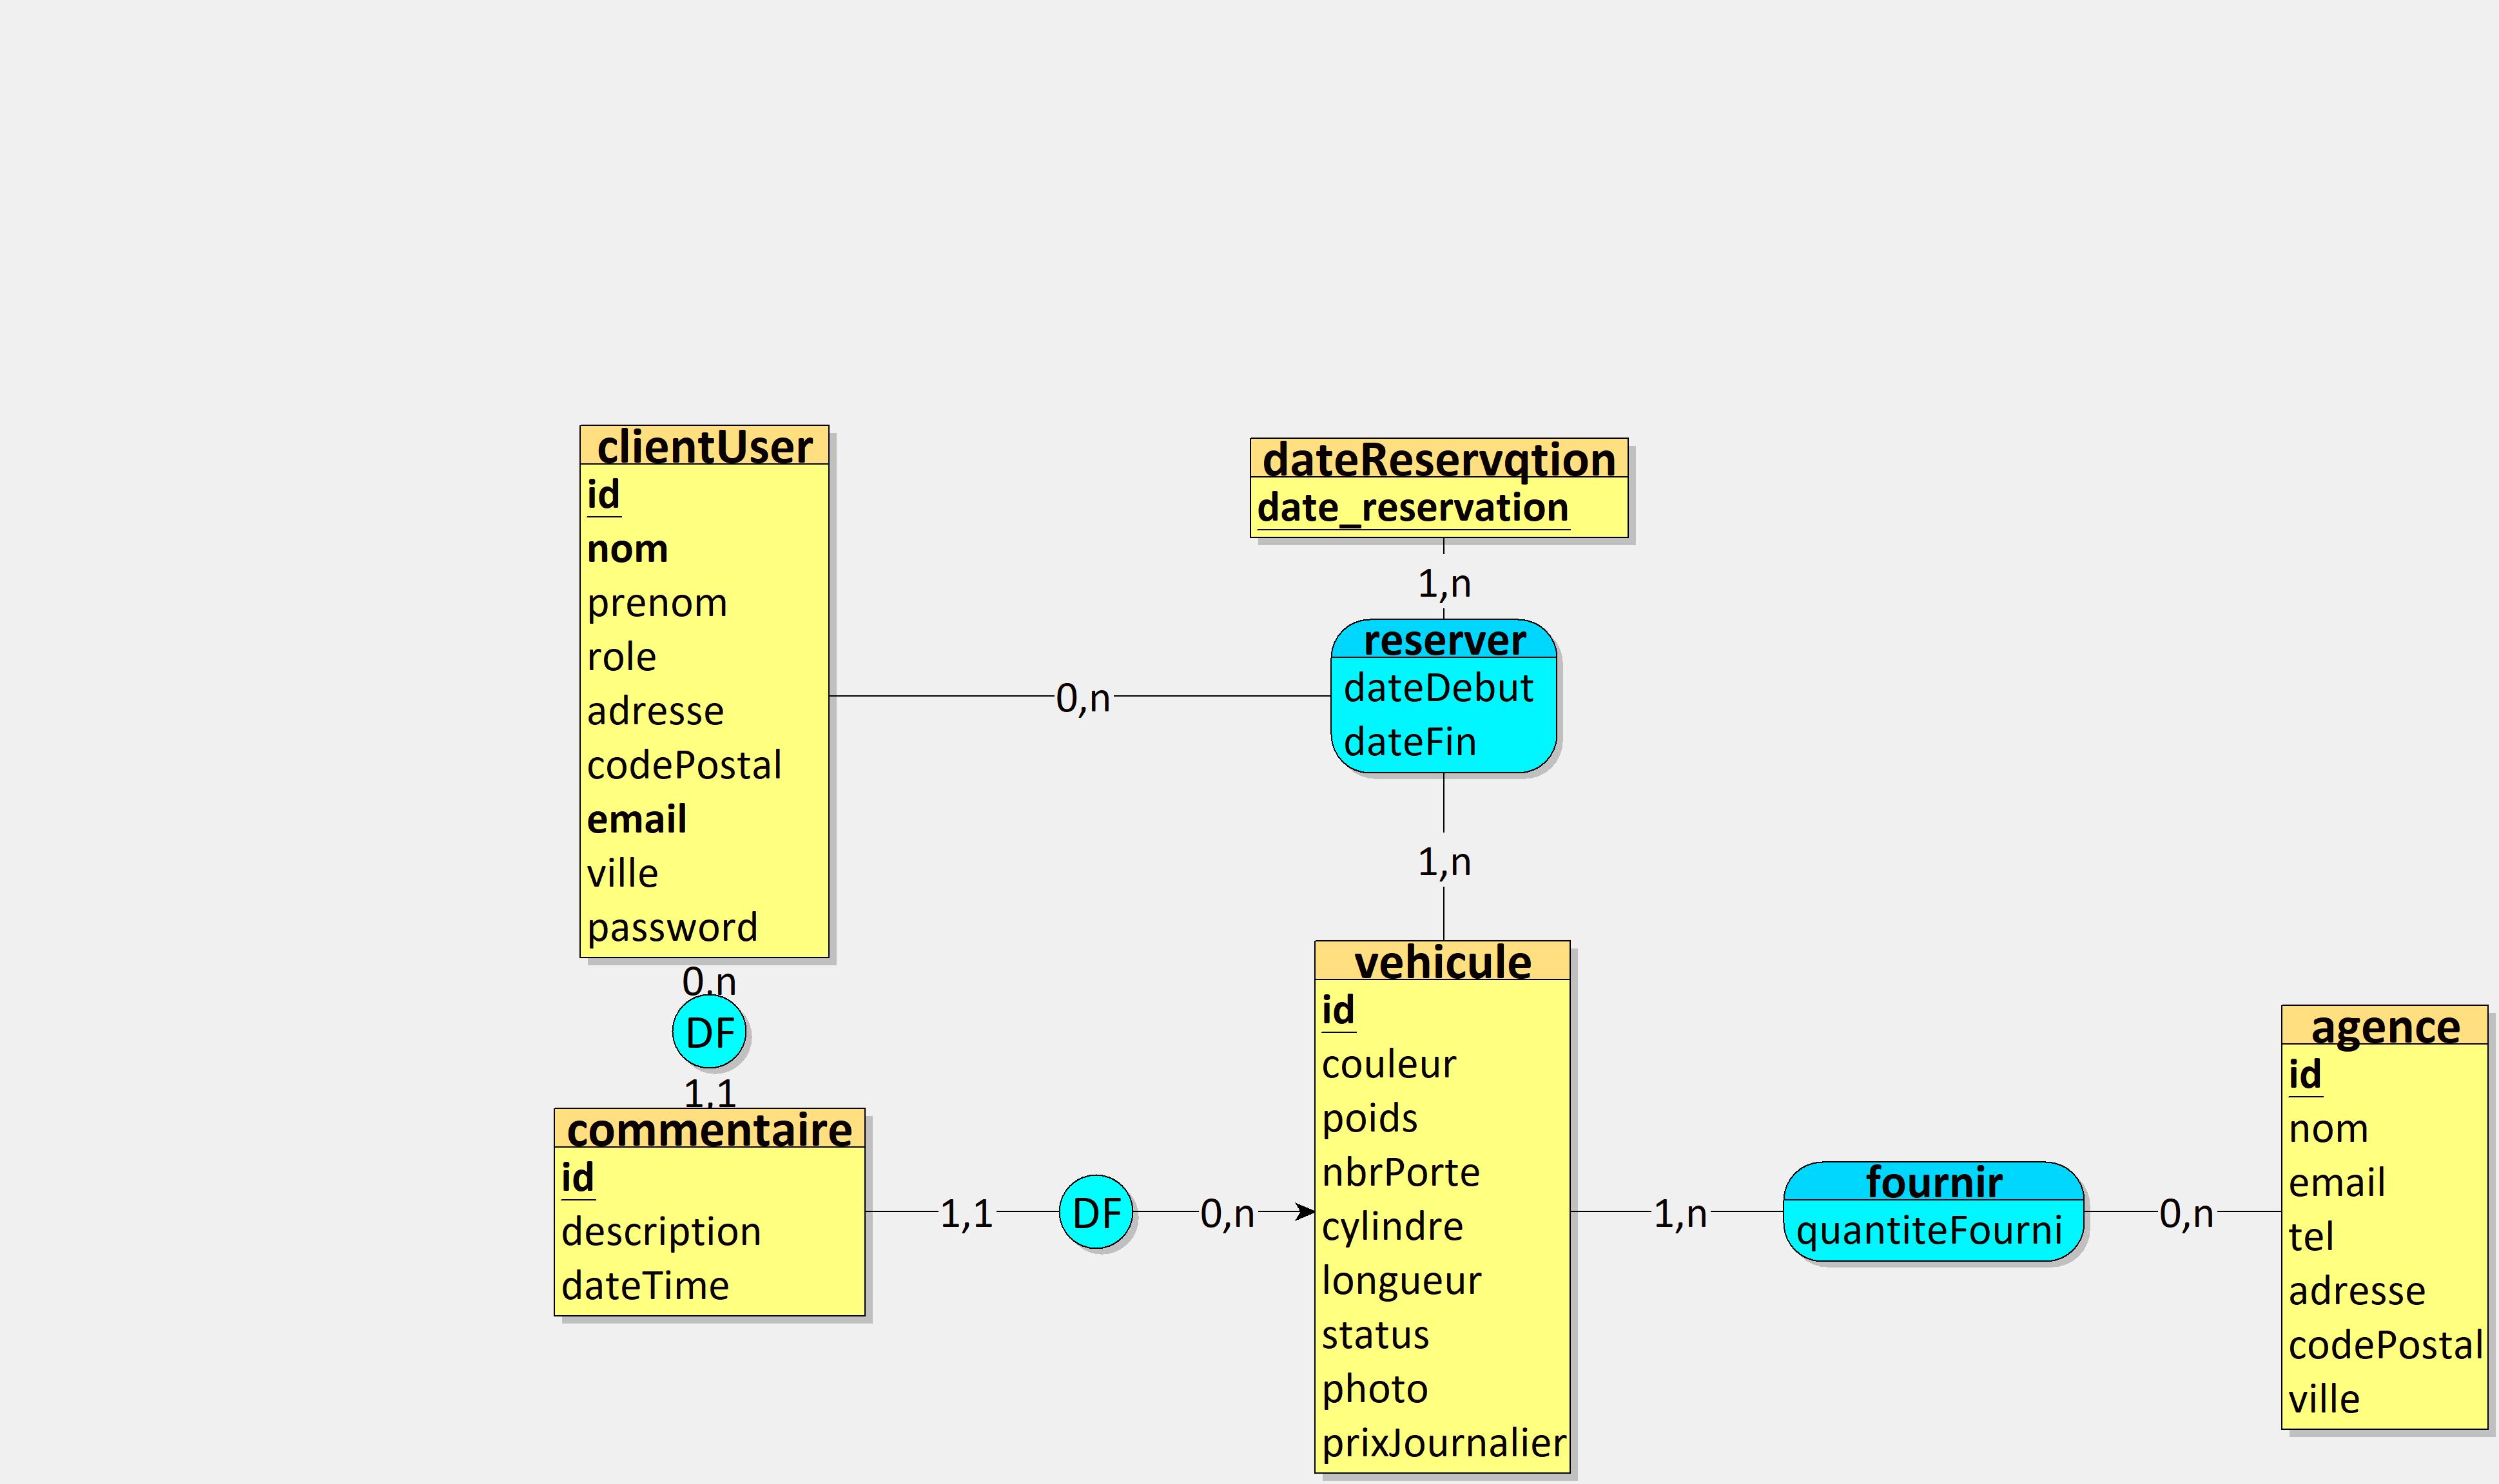 clientUser
id
nom
prenom
role
adresse
codePostal
email
ville
password
0,n
dateReservqtion
date_reservation
1,n
reserver
dateDebut
dateFin
1,n
0,n
DF
1,1
commentaire
id
description
dateTime
1,1
DF
0,n
vehicule
id
couleur
poids
nbrPorte
cylindre
longueur
status
photo
prixJournalier
1,n
fournir
quantiteFourni
0,n
agence
id
nom
email
tel
adresse
codePostal
ville